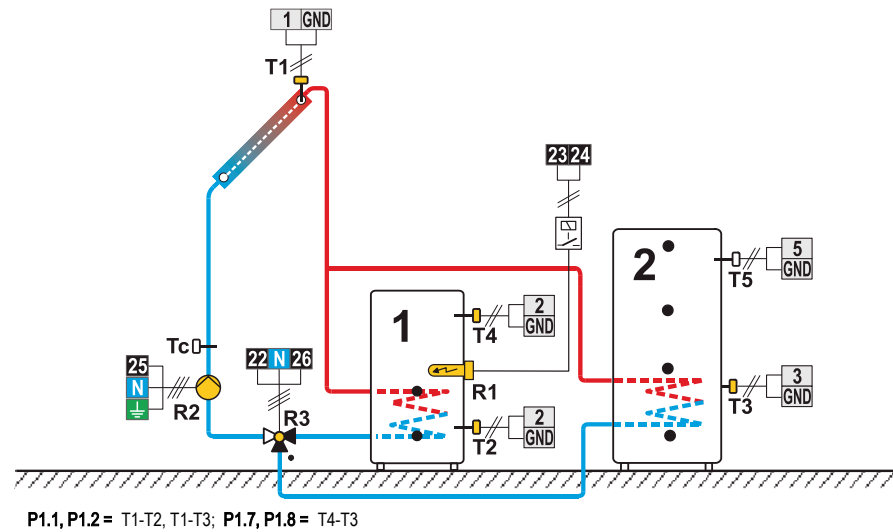 1 GND
T1
23 24
2
5
GND
T5
1
2
GND
T4
Tc
22 N 26
25
N
R2
R3
R1
2
GND
T2
3
GND
T3
P1.1, P1.2 = T1-T2, T1-T3; P1.7, P1.8 = T4-T3